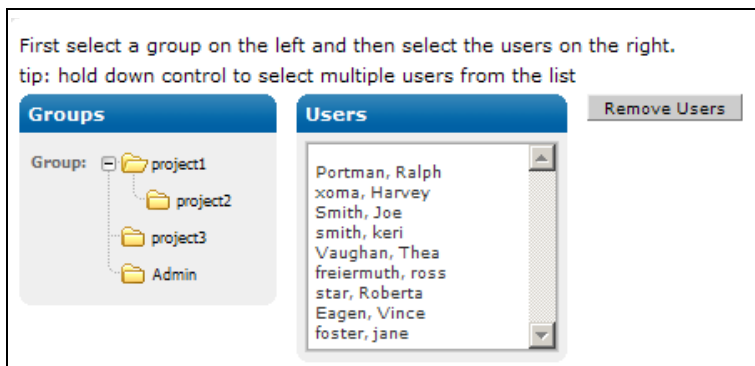 First select a group on the left and then select the users on the right.
tip: hold down control to select multiple users from the list
Groups
Group:
project1
project2
project3
Admin
Users
Portman, Ralph
xoma, Harvey
Smith, Joe
smith, keri
Vaughan, Thea
freiermuth, ross
star, Roberta
Eagen, Vince
foster, jane
Remove Users